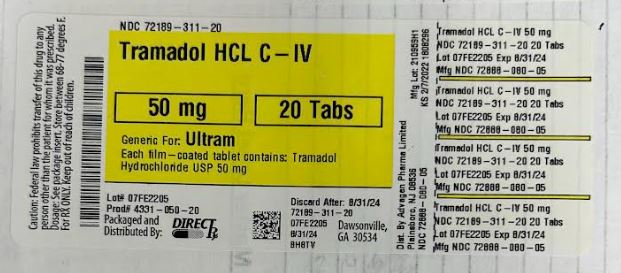 Caution: Federal law prohibits transfer of this drug to any
person other than the patient for whom it was prescribed.
Dosage: See package insert. Store between 68-77 degrees F.
For RX ONLY. Keep out of reach of children.
NDC 72189-311-20
Tramadol HCL C-IV
50 mg
20 Tabs
Generic For: Ultram
Each film-coated tablet contains: Tramadol
Hydrochloride USP 50 mg
Lot# 07FE2205
Prod# 4331-050-20
Packaged and
Distributed By:
DIRECT Rx
Discard After: 8/31/24
72189-311-20
07FE2205
8/31/24
8H8TV
Dawsonville,
GA 30534
Mfg Lot: 210959H1
KS 2/7/2022 1608296
Dist. By Advagen Pharma Limited
Plainsboro, NJ 08536
NDC 72888-080-05
Tramadol HCL C-IV 50 mg
NDC 72189-311-20 20 Tabs
Lot 07FE2205 Exp 8/31/24
Mfg NDC 72888-080-05
Tramadol HCL C-IV 50 mg
NDC 72189-311-20 20 Tabs
Lot 07FE2205 Exp 8/31/24
Mfg NDC 72888-080-05
Tramadol HCL C-IV 50 mg
NDC 72189-311-20 20 Tabs
Lot 07FE2205 Exp 8/31/24
Mfg NDC 72888-080-05
Tramadol HCL C-IV 50 mg
NDC 72189-311-20 20 Tabs
Lot 07FE2205 Exp 8/31/24
Mfg NDC 72888-080-05